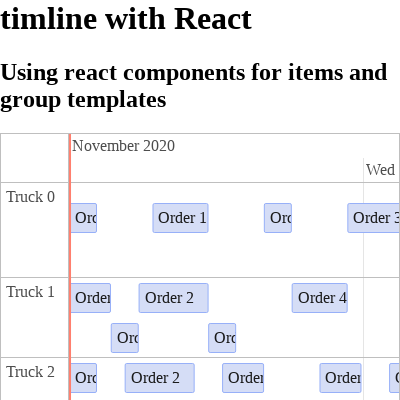 timline with React
Using react components for items and
group templates
November 2020
Wed
Truck 0
Ord
Order 1
Ord
Order 3
Truck 1
Order
Order 2
Order 4
Ord
Ord
Truck 2
Ord
Order 2
Order
Order